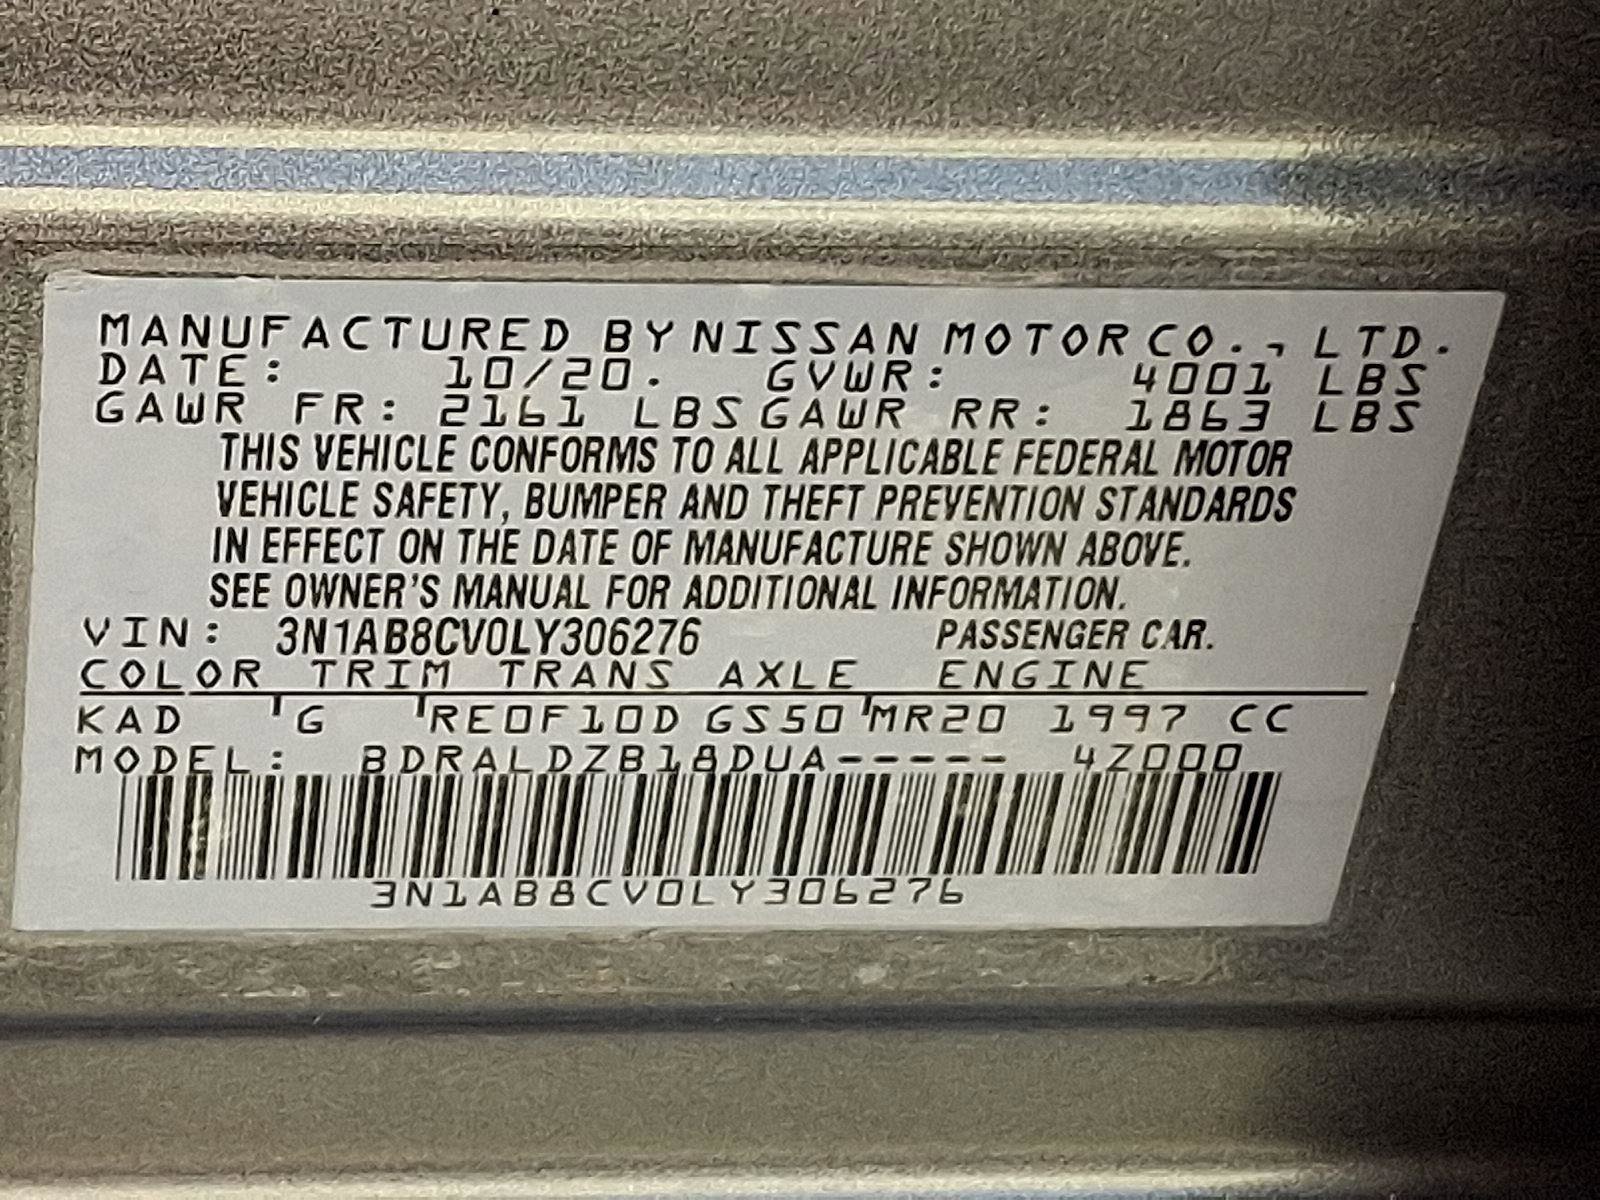 MANUFACTURED BY NISSAN MOTOR CO., LTD.
DATE: 10/20. GVWR: 4001 LBS
GAWR FR: 2161 LBS GAWR RR: 1863 LBS
THIS VEHICLE CONFORMS TO ALL APPLICABLE FEDERAL MOTOR
VEHICLE SAFETY, BUMPER AND THEFT PREVENTION STANDARDS
IN EFFECT ON THE DATE OF MANUFACTURE SHOWN ABOVE.
SEE OWNER'S MANUAL FOR ADDITIONAL INFORMATION.
VIN: 3N1AB8CV0LY306276 PASSENGER CAR.
COLOR TRIM TRANS AXLE ENGINE
KAD G RE0F10D GS50 MR20 1997 CC
MODEL: BDRALDZB18DUA----- 4Z000
3N1AB8CV0LY306276